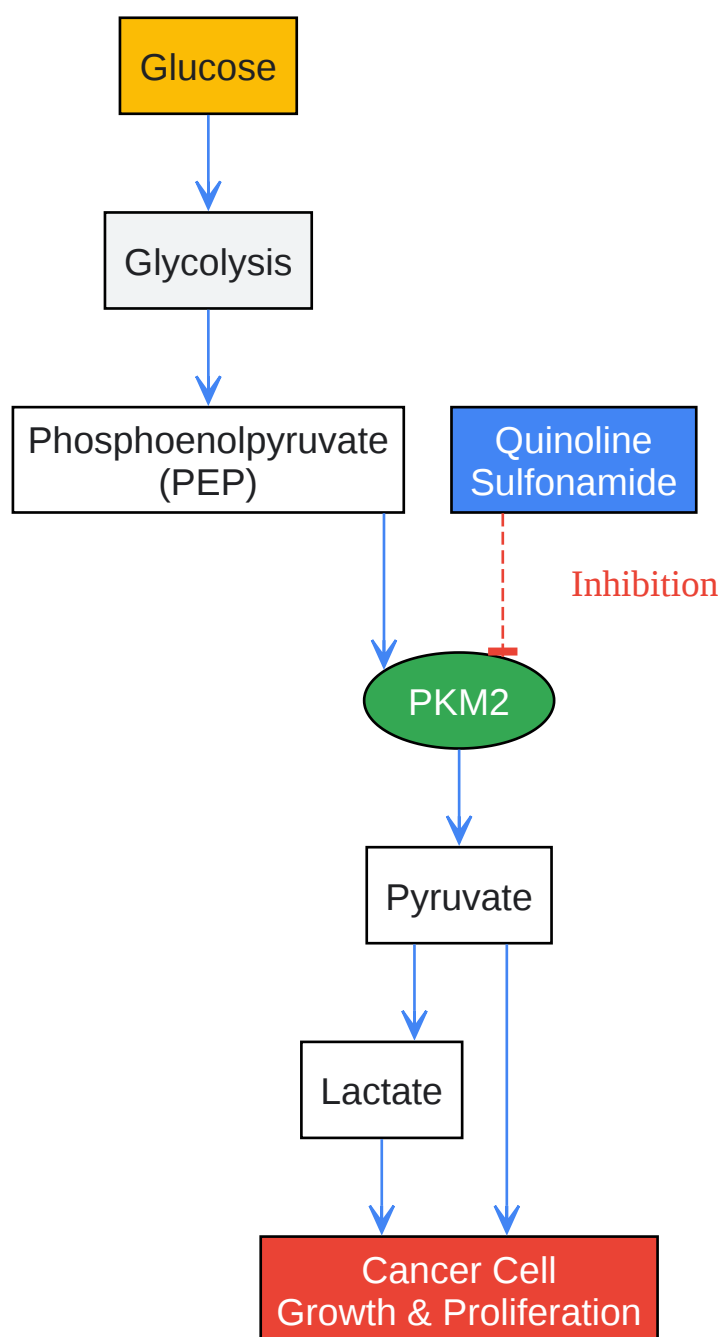 Glucose
Glycolysis
Phosphoenolpyruvate
(PEP)
Quinoline
Sulfonamide
Inhibition
PKM2
Pyruvate
Lactate
Cancer Cell
Growth & Proliferation